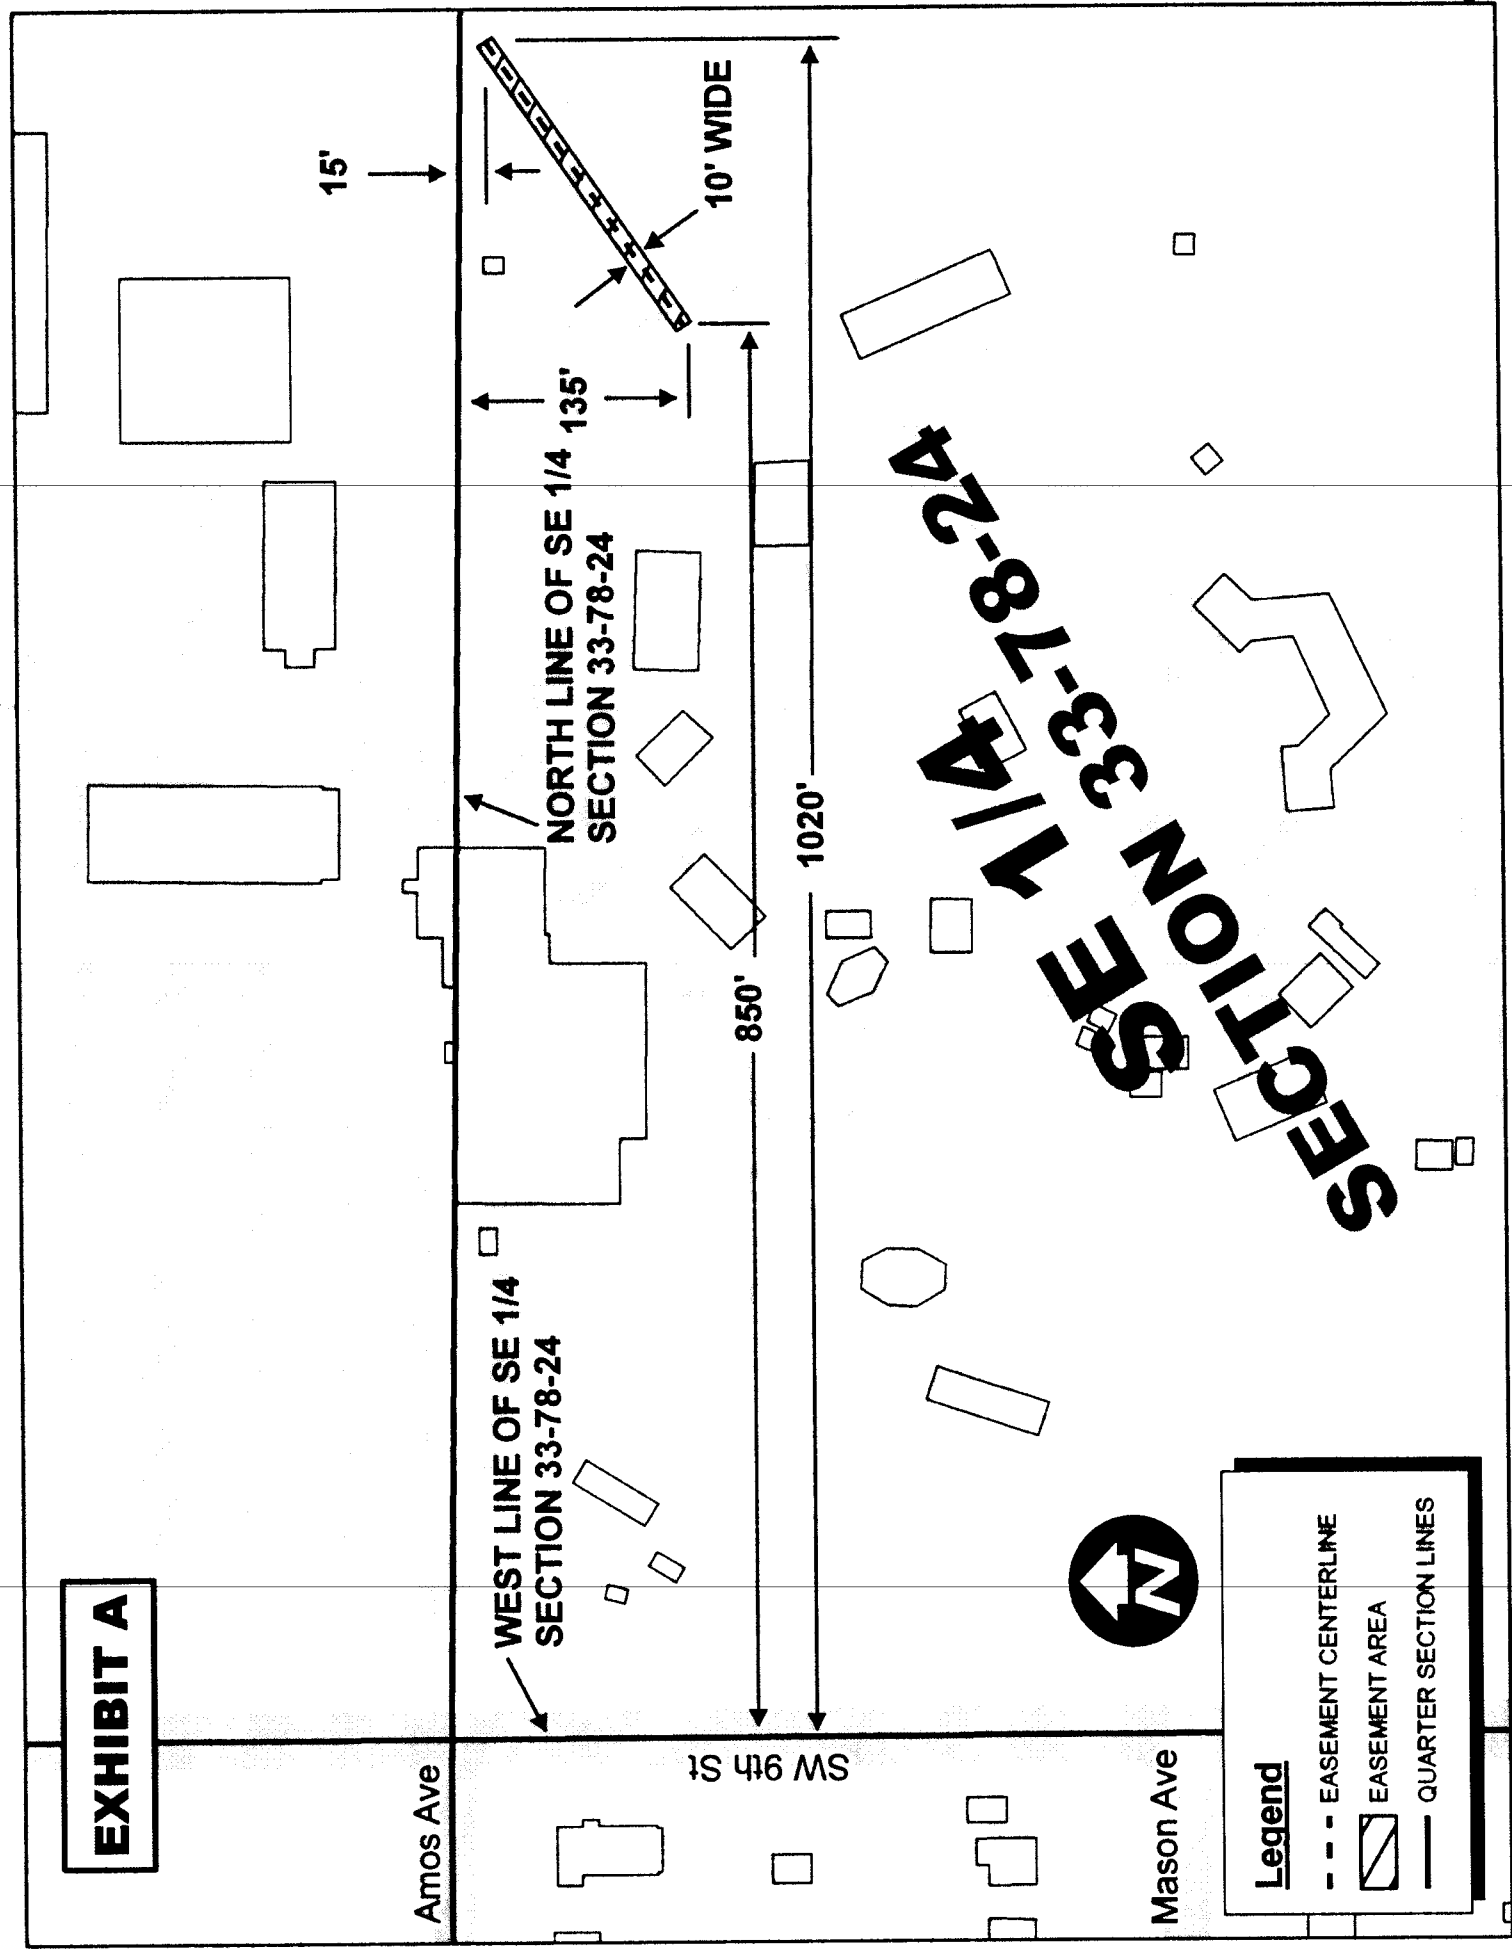 EXHIBIT A
Amos Ave
15'
10' WIDE
135'
NORTH LINE OF SE 1/4
SECTION 33-78-24
WEST LINE OF SE 1/4
SECTION 33-78-24
850'
1020'
SW 9th St
SE 1/4
SECTION 33-78-24
Mason Ave
N
Legend
EASEMENT CENTERLINE
EASEMENT AREA
QUARTER SECTION LINES